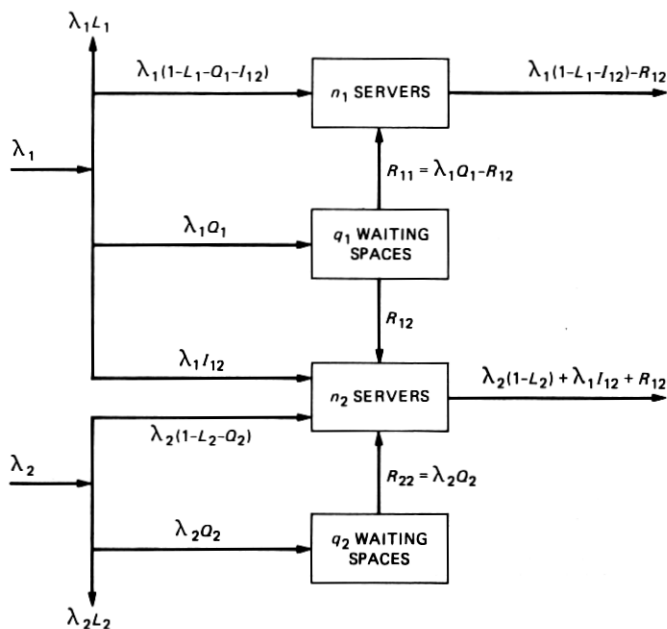 λ₁L₁
λ₁(1-L₁-Q₁-I₁₂)
n₁ SERVERS
λ₁(1-L₁-I₁₂)-R₁₂
λ₁
R₁₁ = λ₁Q₁-R₁₂
λ₁Q₁
q₁ WAITING
SPACES
R₁₂
λ₁I₁₂
n₂ SERVERS
λ₂(1-L₂) + λ₁I₁₂ + R₁₂
λ₂(1-L₂-Q₂)
λ₂
R₂₂ = λ₂Q₂
λ₂Q₂
q₂ WAITING
SPACES
λ₂L₂